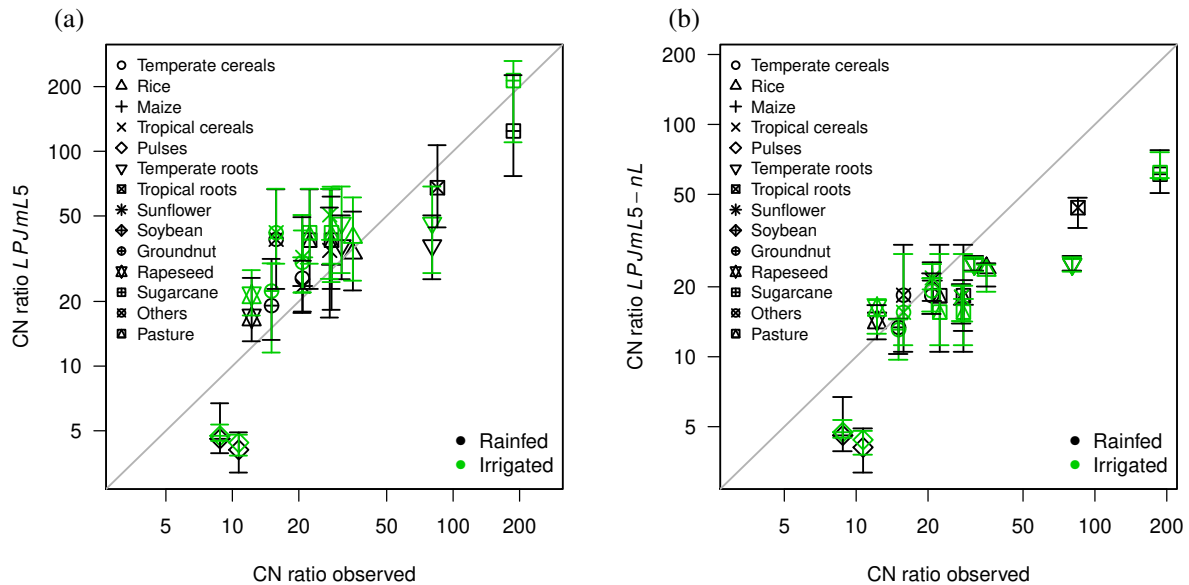 (a)
CN ratio LPJmL5
200
100
50
20
10
5
Temperate cereals
Rice
Maize
Tropical cereals
Pulses
Temperate roots
Tropical roots
Sunflower
Soybean
Groundnut
Rapeseed
Sugarcane
Others
Pasture
Rainfed
Irrigated
5 10 20 50 100 200
CN ratio observed
(b)
CN ratio LPJmL5−nL
200
100
50
20
10
5
Temperate cereals
Rice
Maize
Tropical cereals
Pulses
Temperate roots
Tropical roots
Sunflower
Soybean
Groundnut
Rapeseed
Sugarcane
Others
Pasture
Rainfed
Irrigated
5 10 20 50 100 200
CN ratio observed